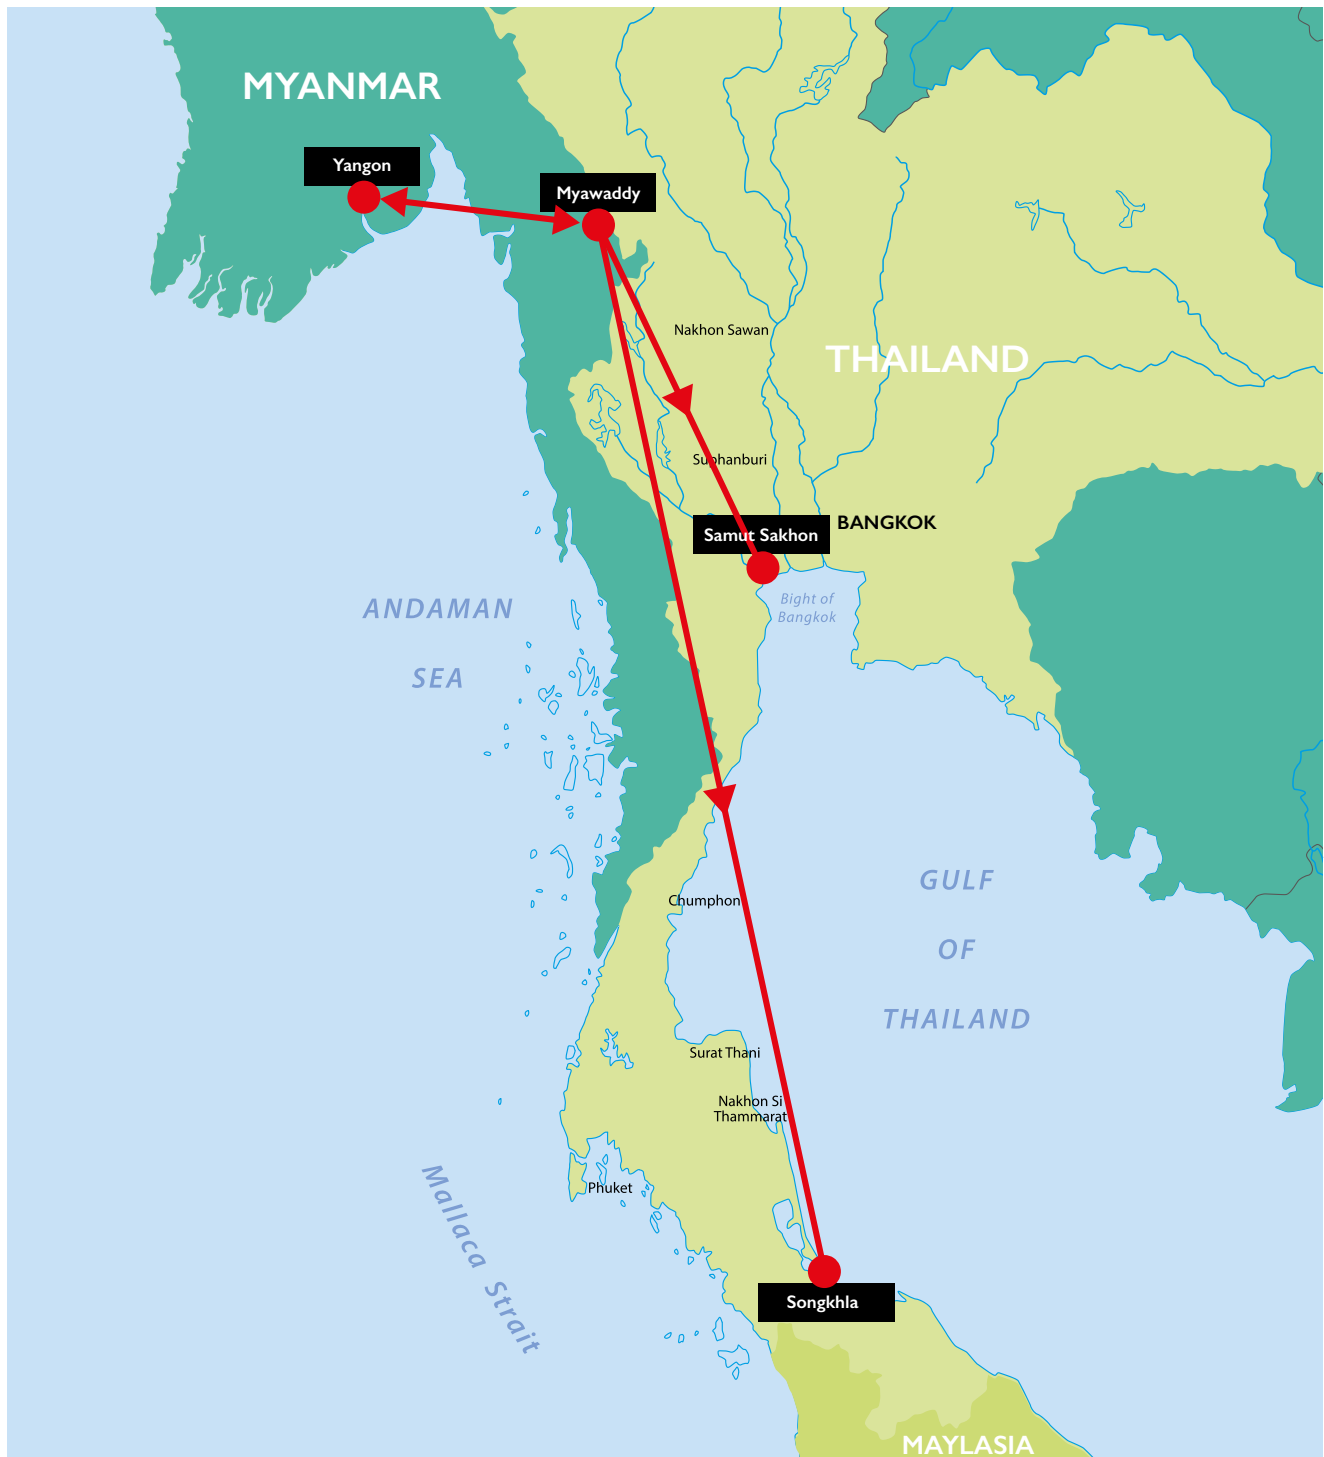 MYANMAR
Yangon
Myawaddy
Nakhon Sawan
THAILAND
Suphanburi
Samut Sakhon
BANGKOK
Bight of
Bangkok
ANDAMAN
SEA
Chumphon
GULF
OF
THAILAND
Surat Thani
Nakhon Si
Thammarat
Phuket
Mallaca Strait
Songkhla
MAYLASIA